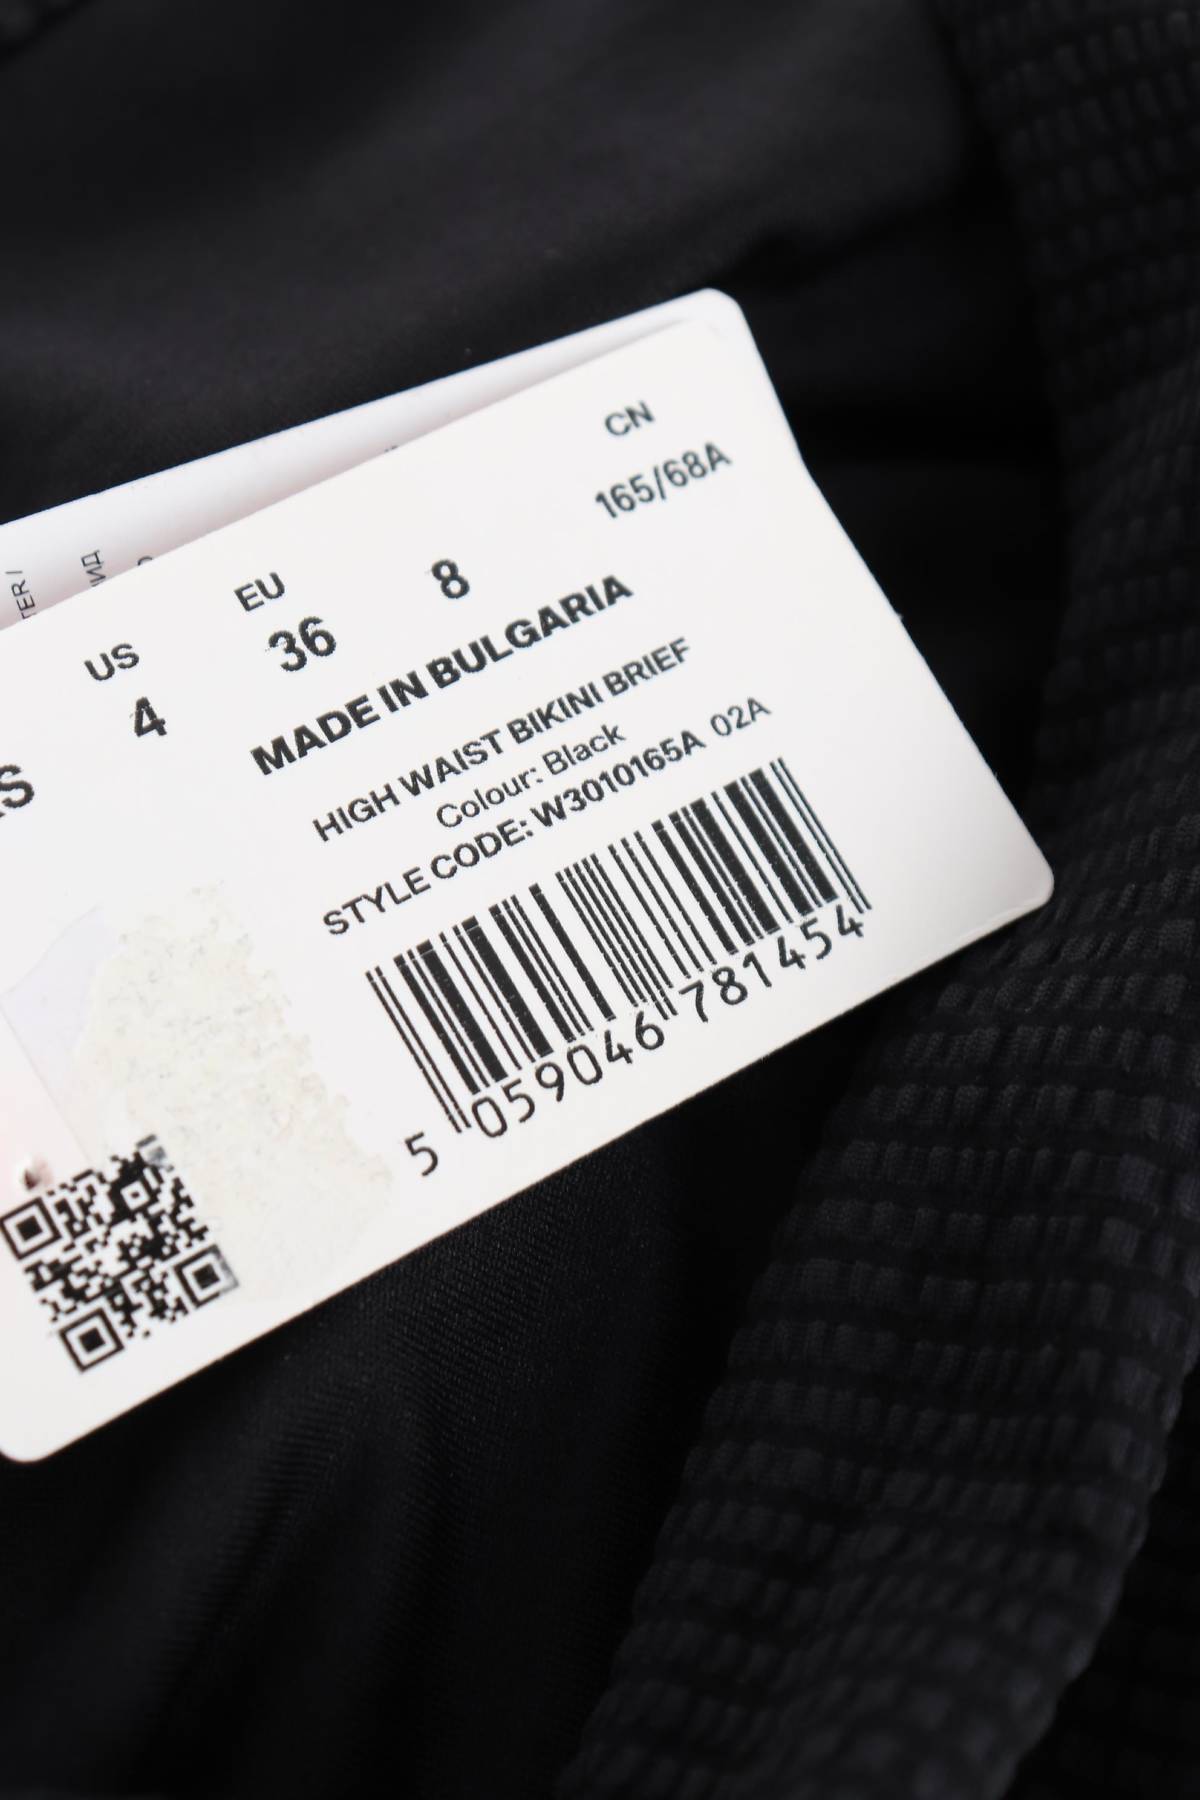 CN
165/68A
EU
36
8
US
4
XS
MADE IN BULGARIA
HIGH WAIST BIKINI BRIEF
Colour: Black
STYLE CODE: W3010165A 02A
5 059046 781454